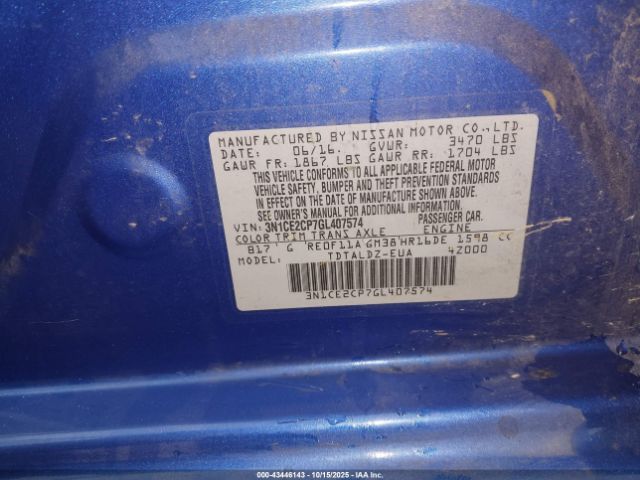 MANUFACTURED BY NISSAN MOTOR CO.,LTD.
DATE: 06/16. GVWR: 3470 LBS
GAWR FR: 1867 LBS GAWR RR: 1704 LBS
THIS VEHICLE CONFORMS TO ALL APPLICABLE FEDERAL MOTOR
VEHICLE SAFETY, BUMPER AND THEFT PREVENTION STANDARDS
IN EFFECT ON THE DATE OF MANUFACTURE SHOWN ABOVE.
SEE OWNER'S MANUAL FOR ADDITIONAL INFORMATION.
VIN: 3N1CE2CP7GL407574 PASSENGER CAR.
COLOR TRIM TRANS AXLE ENGINE
B17 G RE0F11A GM38 HR16DE 1598 CC
MODEL: TDTALDZ-EUA 4Z000
3N1CE2CP7GL407574
000-43446143 - 10/15/2025 - IAA Inc.